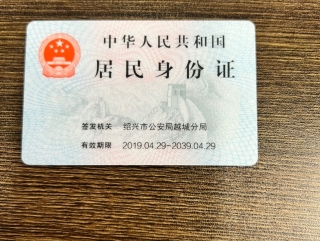 中华人民共和国
居民身份证
签发机关 绍兴市公安局越城分局
有效期限 2019.04.29-2039.04.29